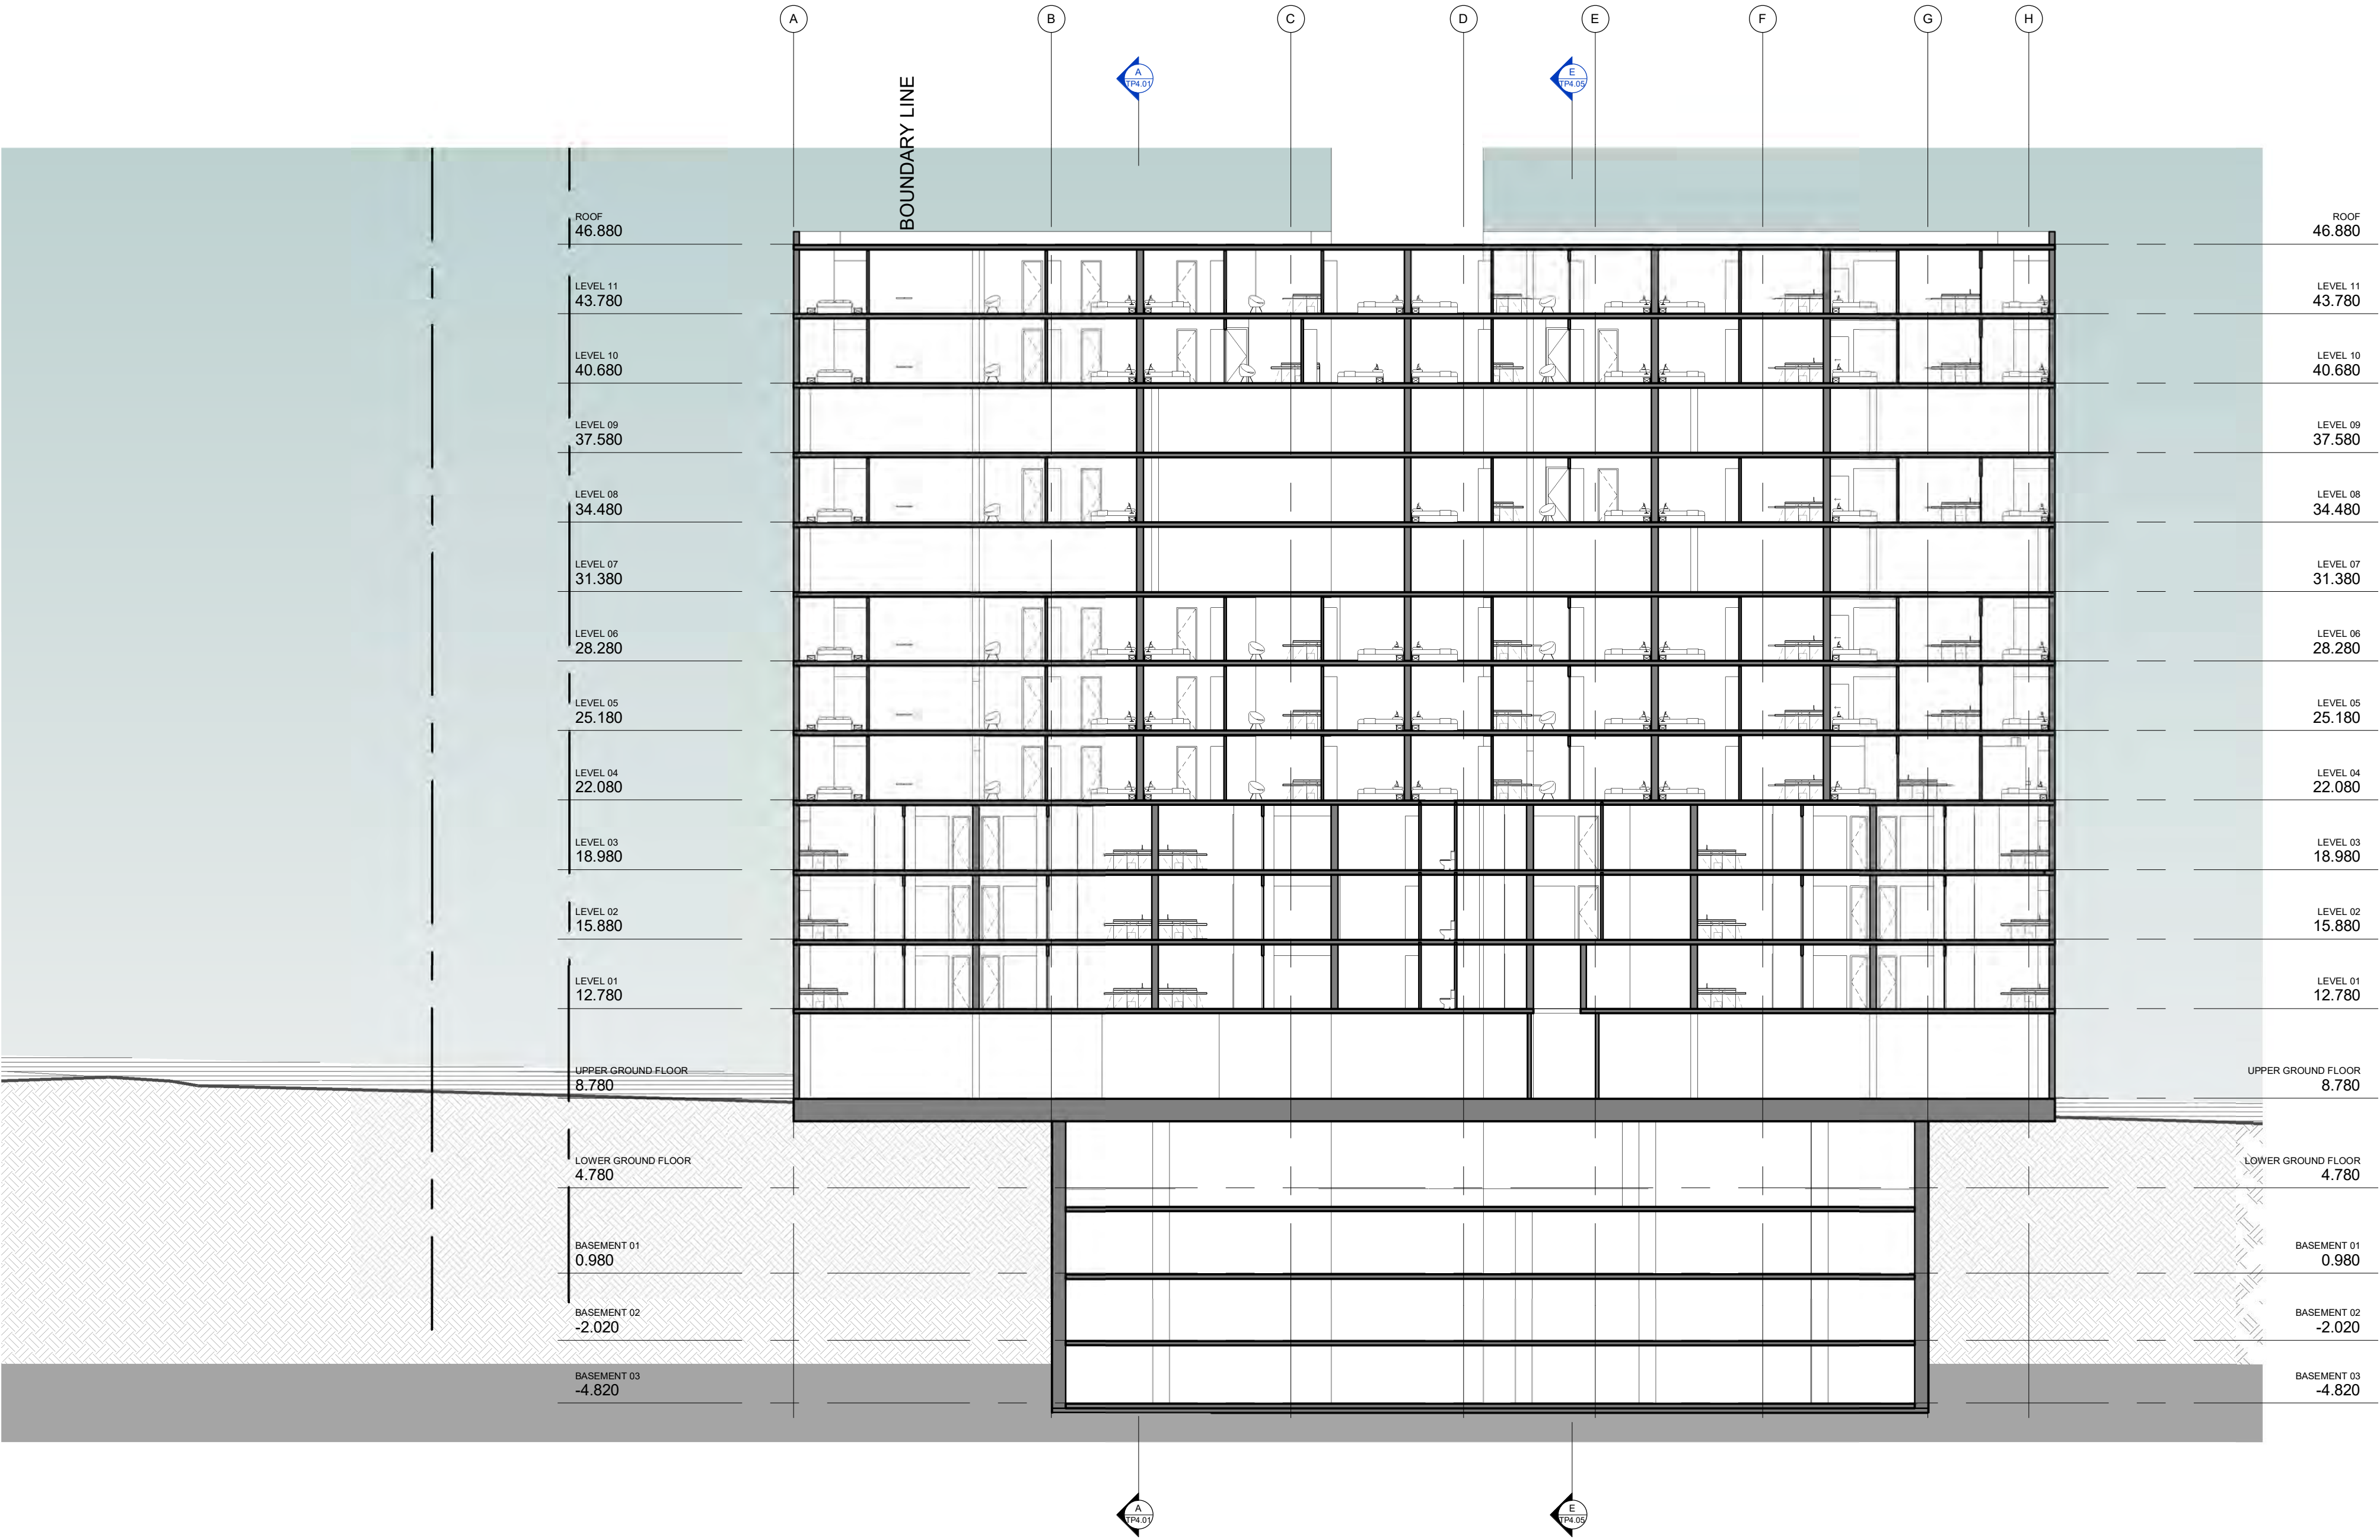 A B C D E F G H
A
TP4.01
E
TP4.05
BOUNDARY LINE
ROOF
46.880
LEVEL 11
43.780
LEVEL 10
40.680
LEVEL 09
37.580
LEVEL 08
34.480
LEVEL 07
31.380
LEVEL 06
28.280
LEVEL 05
25.180
LEVEL 04
22.080
LEVEL 03
18.980
LEVEL 02
15.880
LEVEL 01
12.780
UPPER GROUND FLOOR
8.780
LOWER GROUND FLOOR
4.780
BASEMENT 01
0.980
BASEMENT 02
-2.020
BASEMENT 03
-4.820
ROOF
46.880
LEVEL 11
43.780
LEVEL 10
40.680
LEVEL 09
37.580
LEVEL 08
34.480
LEVEL 07
31.380
LEVEL 06
28.280
LEVEL 05
25.180
LEVEL 04
22.080
LEVEL 03
18.980
LEVEL 02
15.880
LEVEL 01
12.780
UPPER GROUND FLOOR
8.780
LOWER GROUND FLOOR
4.780
BASEMENT 01
0.980
BASEMENT 02
-2.020
BASEMENT 03
-4.820
A
TP4.01
E
TP4.05